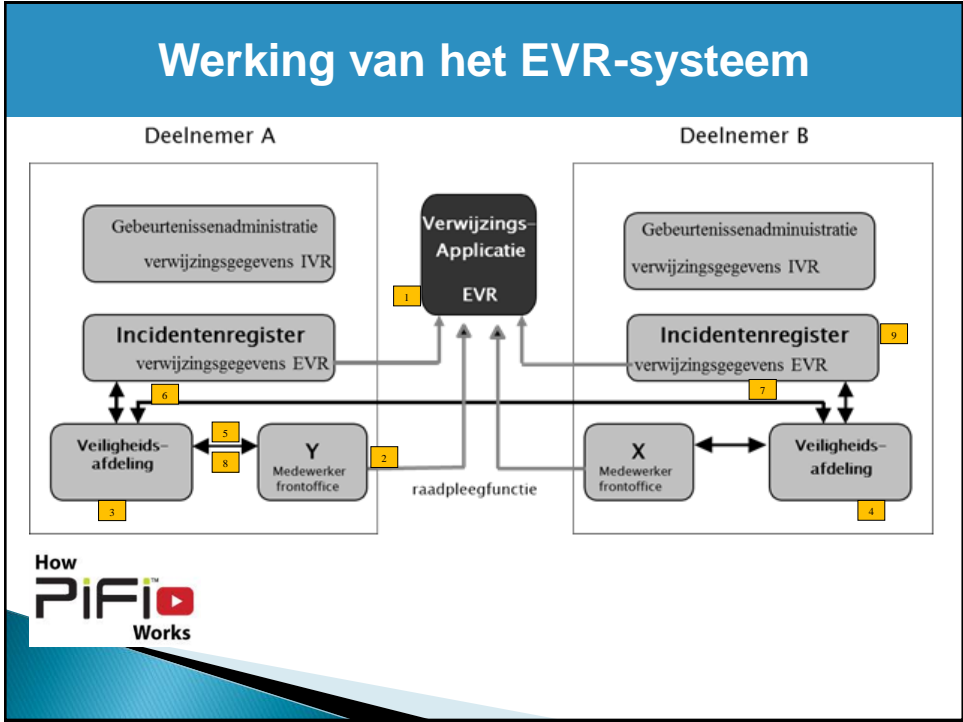 Werking van het EVR-systeem
Deelnemer A
Deelnemer B
Gebeurtenissenadministratie
verwijzingsgegevens IVR
Verwijzings-
Applicatie
EVR
1
Gebeurtenissenadminuistratie
verwijzingsgegevens IVR
Incidentenregister
verwijzingsgegevens EVR
Incidentenregister
verwijzingsgegevens EVR
9
6
7
Veiligheids-
afdeling
3
5
8
Y
Medewerker
frontoffice
2
raadpleegfunctie
X
Medewerker
frontoffice
Veiligheids-
afdeling
4
How
PiFi™
Works